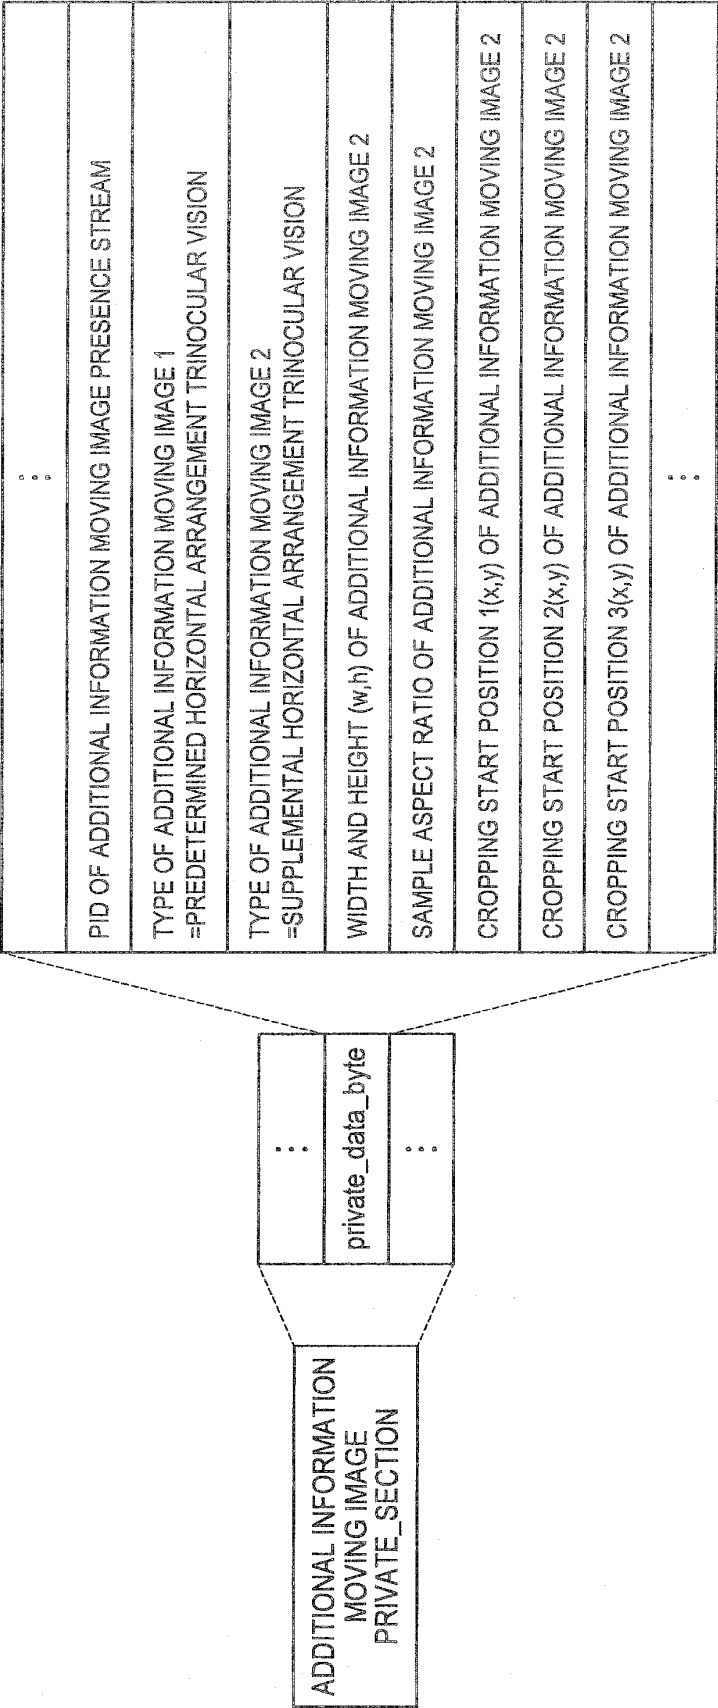 ADDITIONAL INFORMATION
MOVING IMAGE
PRIVATE_SECTION
private_data_byte
PID OF ADDITIONAL INFORMATION MOVING IMAGE PRESENCE STREAM
TYPE OF ADDITIONAL INFORMATION MOVING IMAGE 1
=PREDETERMINED HORIZONTAL ARRANGEMENT TRINOCULAR VISION
TYPE OF ADDITIONAL INFORMATION MOVING IMAGE 2
=SUPPLEMENTAL HORIZONTAL ARRANGEMENT TRINOCULAR VISION
WIDTH AND HEIGHT (w,h) OF ADDITIONAL INFORMATION MOVING IMAGE 2
SAMPLE ASPECT RATIO OF ADDITIONAL INFORMATION MOVING IMAGE 2
CROPPING START POSITION 1(x,y) OF ADDITIONAL INFORMATION MOVING IMAGE 2
CROPPING START POSITION 2(x,y) OF ADDITIONAL INFORMATION MOVING IMAGE 2
CROPPING START POSITION 3(x,y) OF ADDITIONAL INFORMATION MOVING IMAGE 2